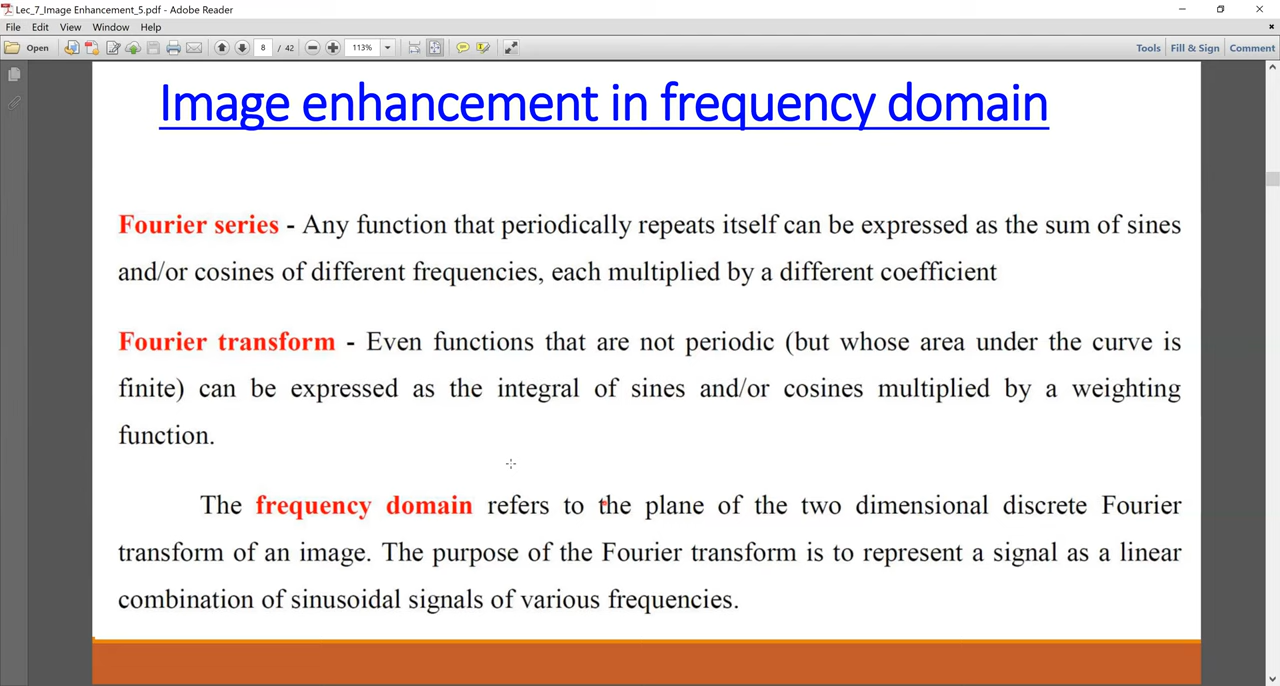 Lec_7_Image Enhancement_5.pdf - Adobe Reader
File Edit View Window Help
Open 8 / 42 113% Tools Fill & Sign Comment
Image enhancement in frequency domain
Fourier series - Any function that periodically repeats itself can be expressed as the sum of sines
and/or cosines of different frequencies, each multiplied by a different coefficient
Fourier transform - Even functions that are not periodic (but whose area under the curve is
finite) can be expressed as the integral of sines and/or cosines multiplied by a weighting
function.
The frequency domain refers to the plane of the two dimensional discrete Fourier
transform of an image. The purpose of the Fourier transform is to represent a signal as a linear
combination of sinusoidal signals of various frequencies.